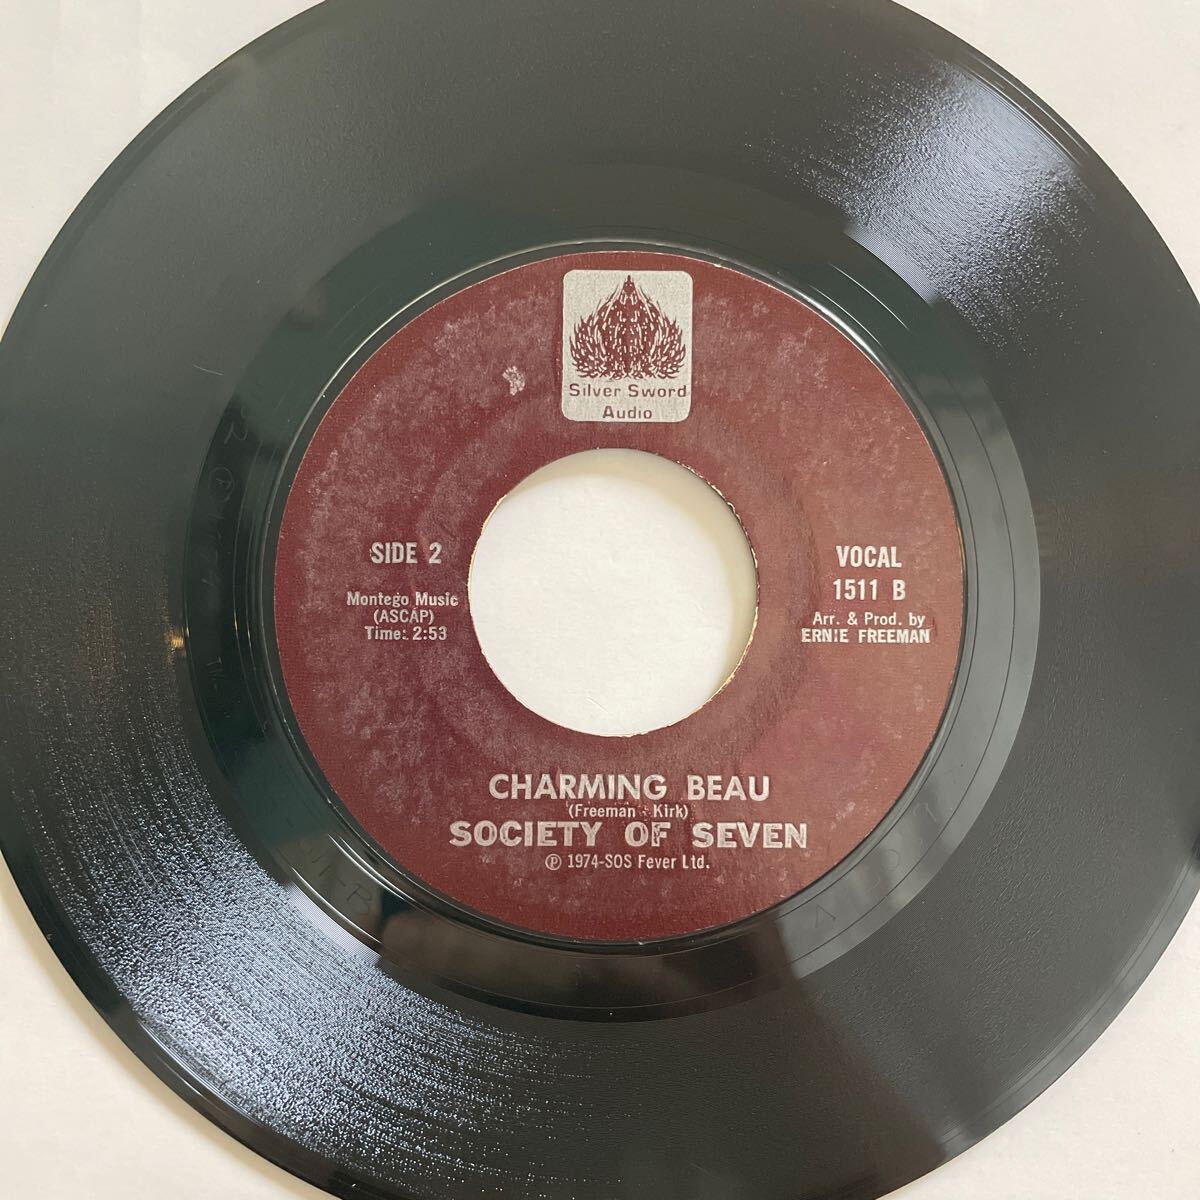 Silver Sword
Audio
SIDE 2
Montego Music
(ASCAP)
Time: 2:53
VOCAL
1511 B
Arr. & Prod. by
ERNIE FREEMAN
CHARMING BEAU
(Freeman - Kirk)
SOCIETY OF SEVEN
℗ 1974-SOS Fever Ltd.